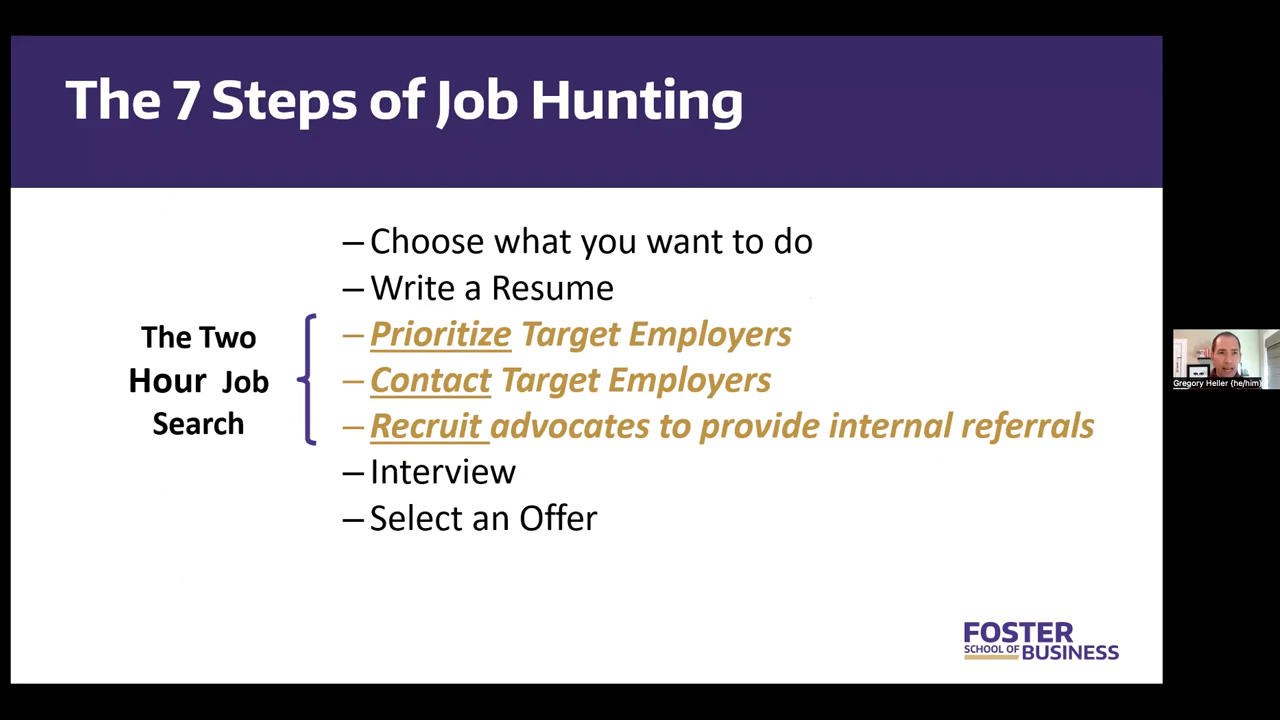 The 7 Steps of Job Hunting
– Choose what you want to do
– Write a Resume
The Two
Hour Job
Search
– Prioritize Target Employers
– Contact Target Employers
– Recruit advocates to provide internal referrals
– Interview
– Select an Offer
Gregory Heller (he/him)
FOSTER
SCHOOL OF BUSINESS